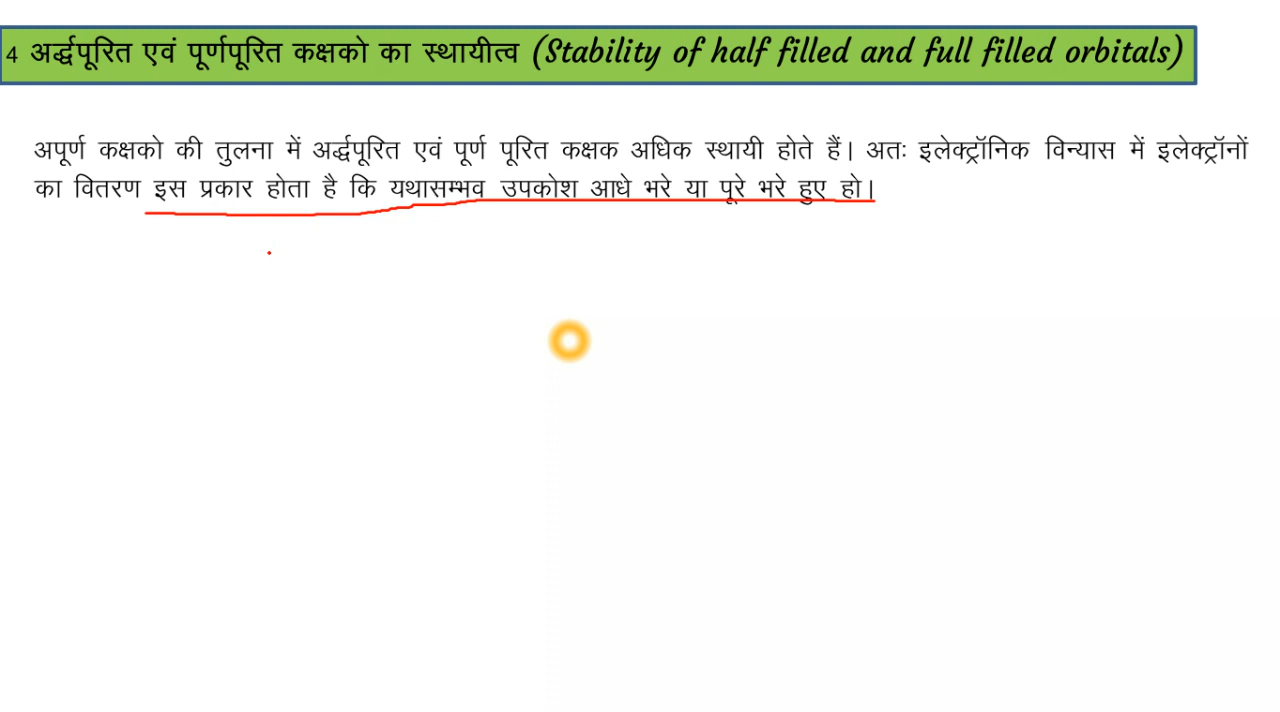 4 अर्द्धपूरित एवं पूर्णपूरित कक्षको का स्थायीत्व (Stability of half filled and full filled orbitals)
अपूर्ण कक्षको की तुलना में अर्द्धपूरित एवं पूर्ण पूरित कक्षक अधिक स्थायी होते हैं। अतः इलेक्ट्रॉनिक विन्यास में इलेक्ट्रॉनों
का वितरण इस प्रकार होता है कि यथासम्भव उपकोश आधे भरे या पूरे भरे हुए हो।